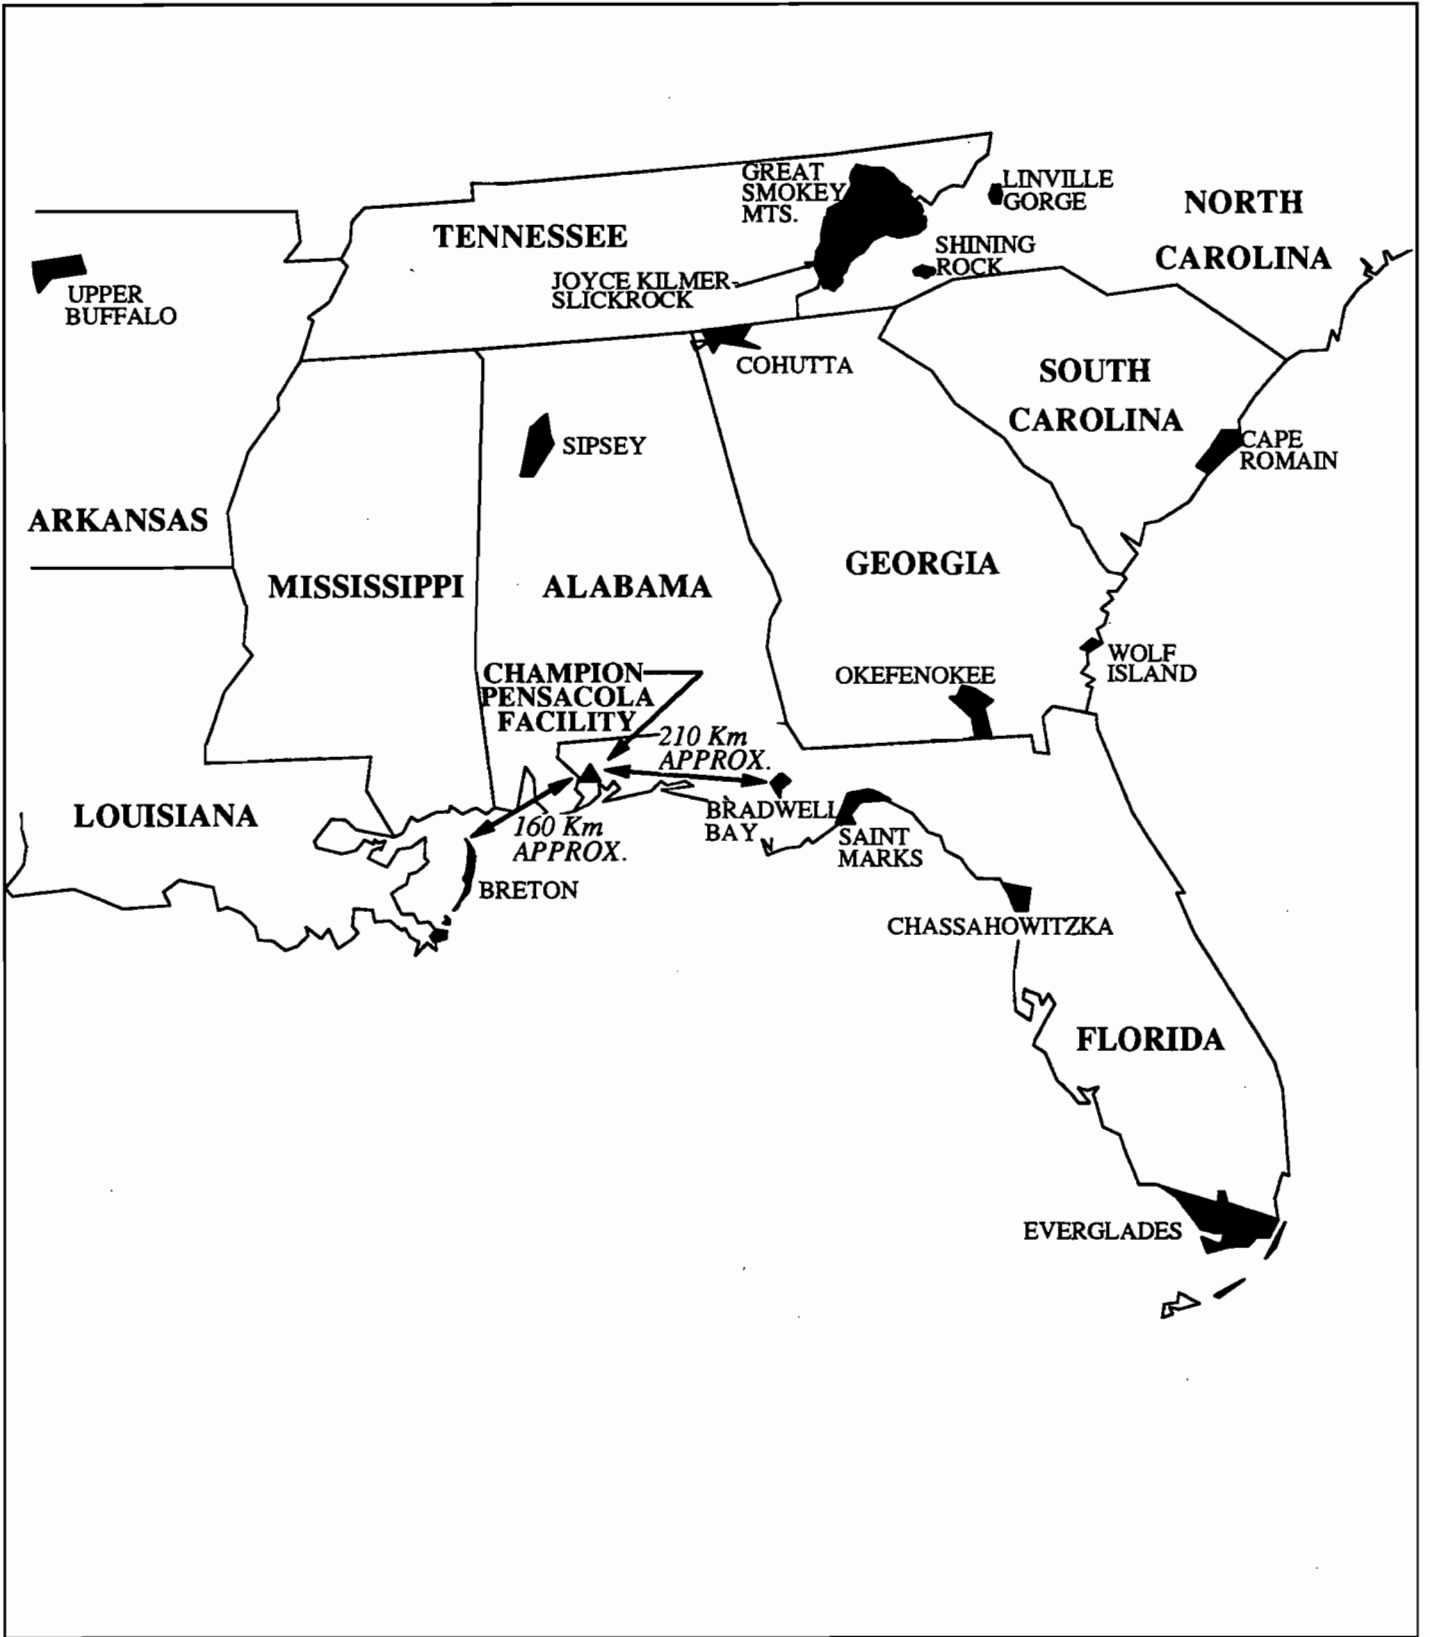 GREAT
SMOKEY
MTS.
LINVILLE
GORGE
NORTH
CAROLINA
TENNESSEE
SHINING
ROCK
JOYCE KILMER-
SLICKROCK
UPPER
BUFFALO
COHUTTA
SOUTH
CAROLINA
SIPSEY
CAPE
ROMAIN
ARKANSAS
MISSISSIPPI
ALABAMA
GEORGIA
WOLF
ISLAND
CHAMPION
PENSACOLA
FACILITY
OKEFENOKEE
210 Km
APPROX.
LOUISIANA
160 Km
APPROX.
BRADWELL
BAY
SAINT
MARKS
BRETON
CHASSAHOWITZKA
FLORIDA
EVERGLADES